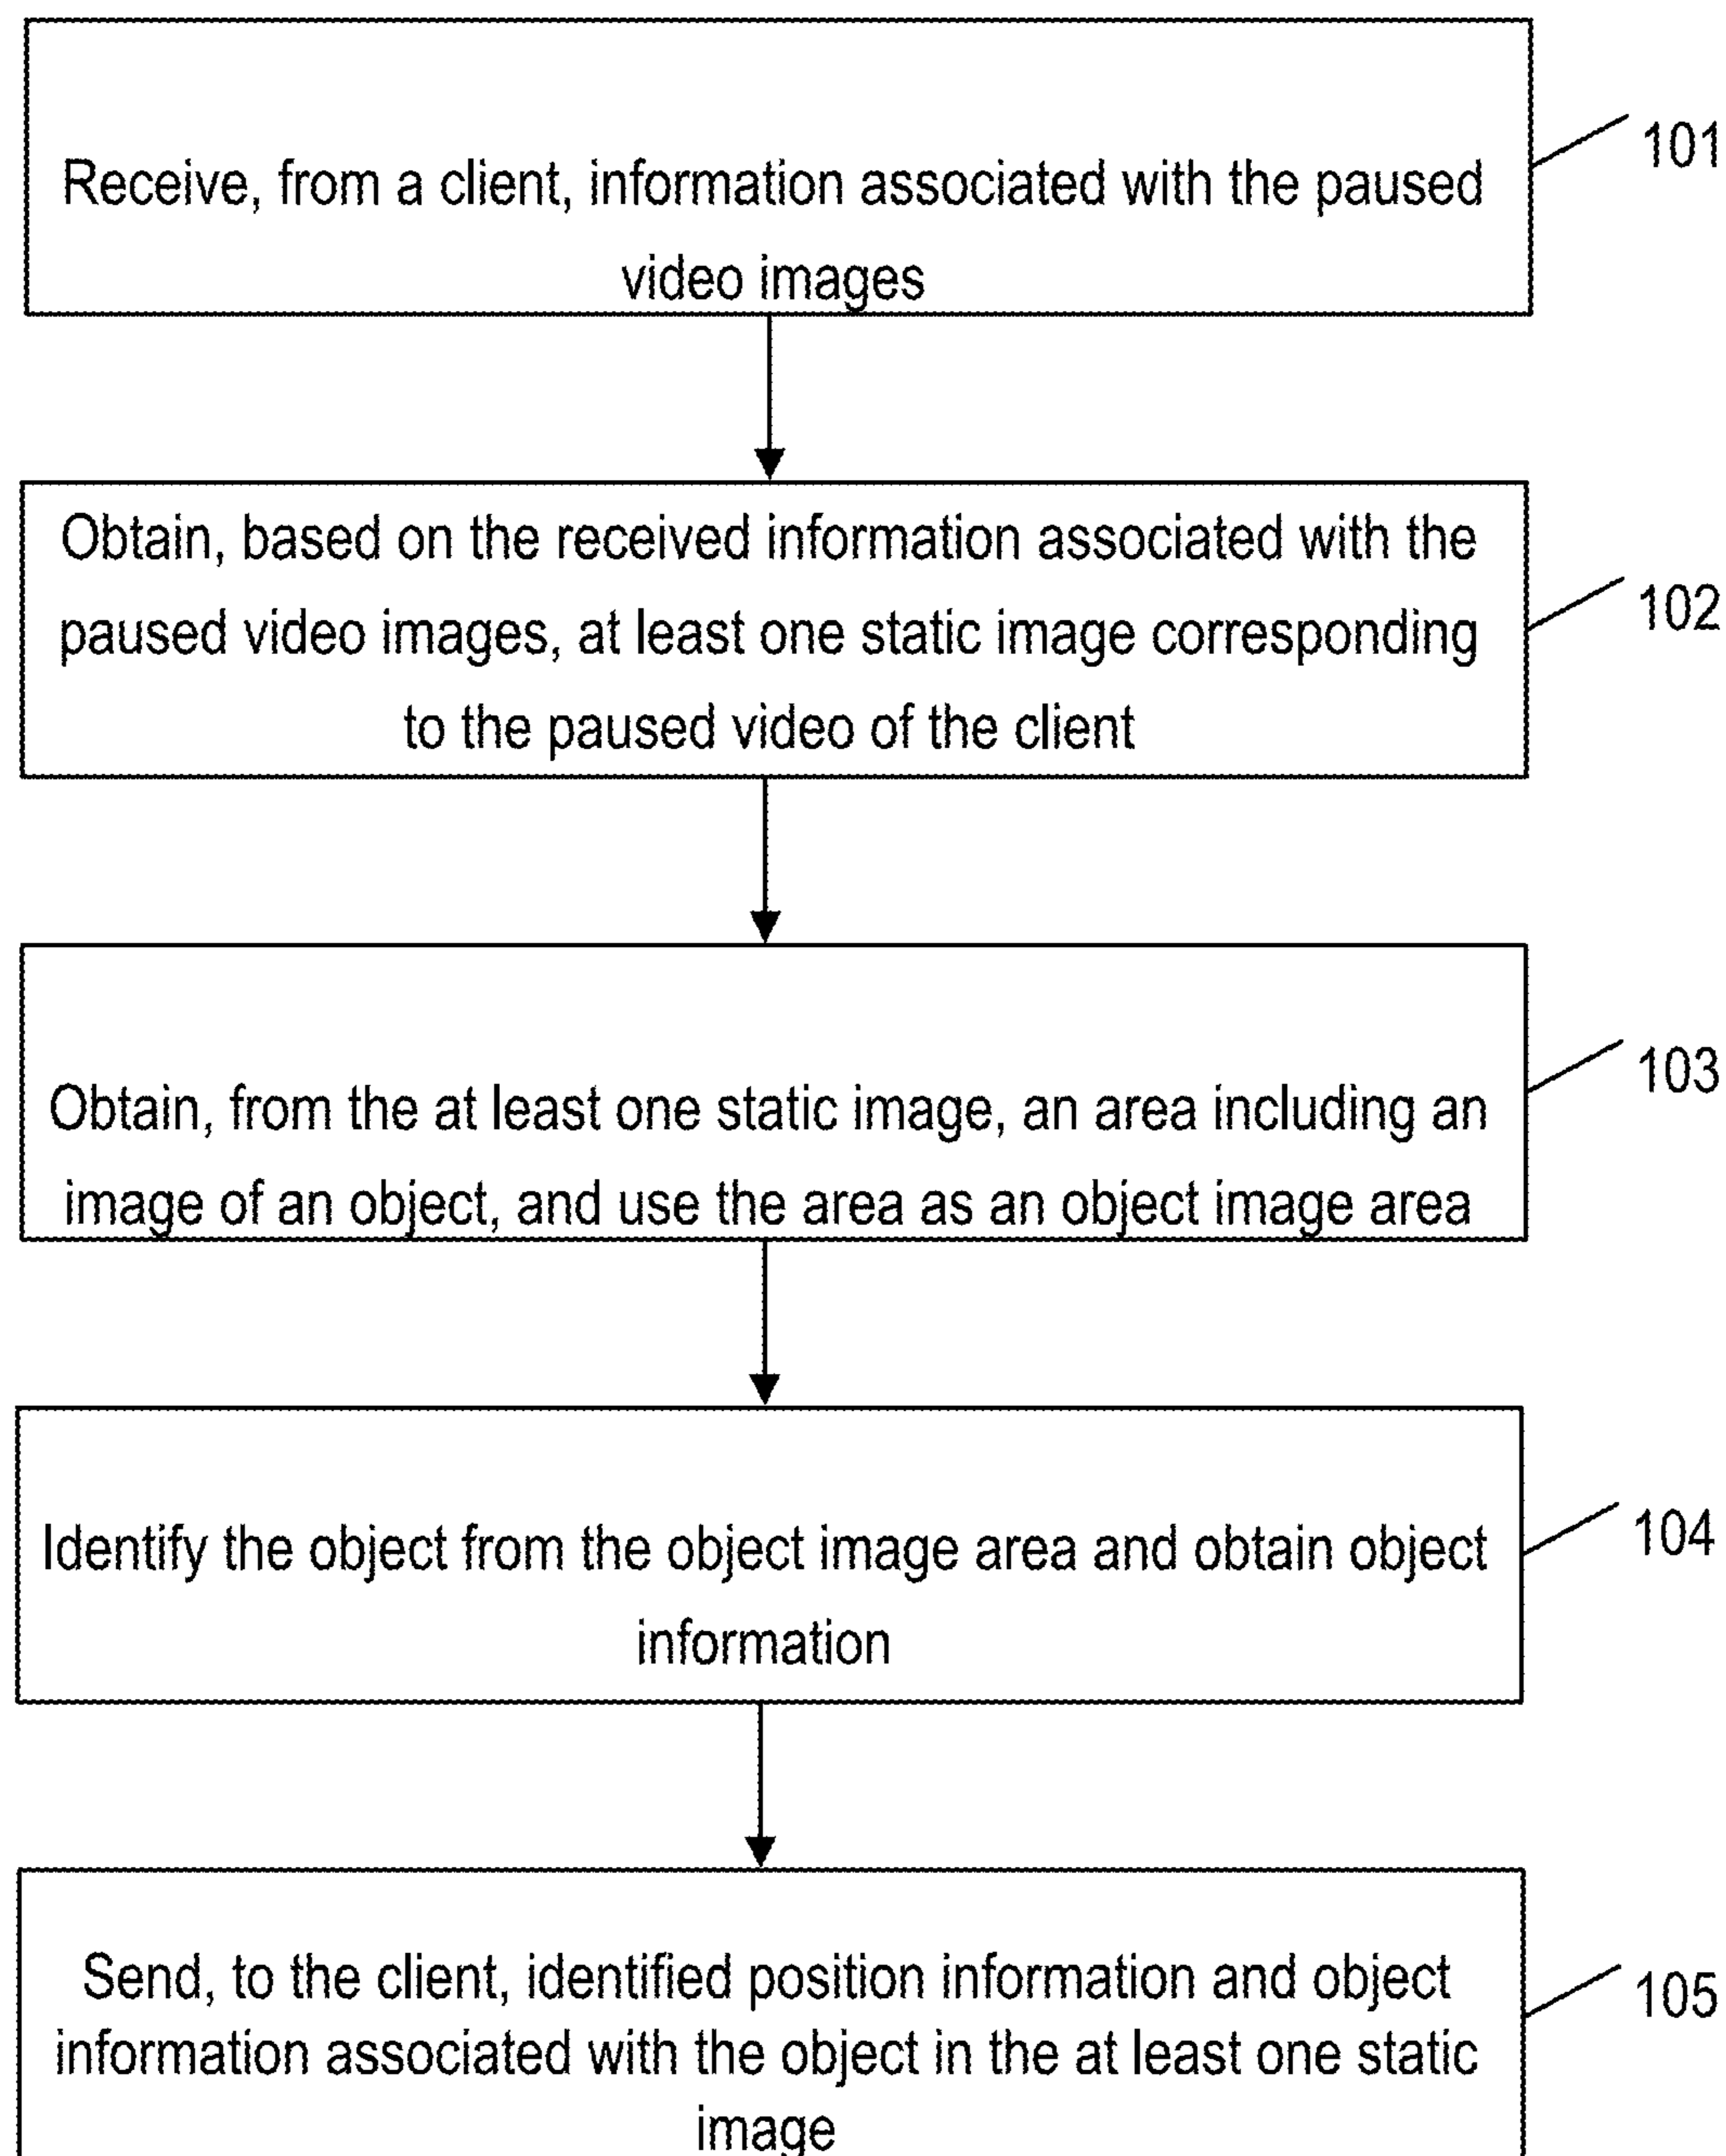 Receive, from a client, information associated with the paused
video images
101
Obtain, based on the received information associated with the
paused video images, at least one static image corresponding
to the paused video of the client
102
Obtain, from the at least one static image, an area including an
image of an object, and use the area as an object image area
103
Identify the object from the object image area and obtain object
information
104
Send, to the client, identified position information and object
information associated with the object in the at least one static
image
105